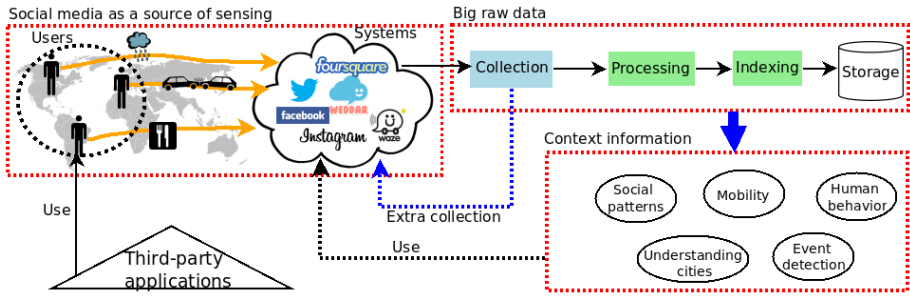 Social media as a source of sensing
Users
Systems
foursquare
facebook
WEDDAR
Instagram
waze
Big raw data
Collection
Processing
Indexing
Storage
Extra collection
Use
Use
Third-party
applications
Context information
Social
patterns
Mobility
Human
behavior
Understanding
cities
Event
detection